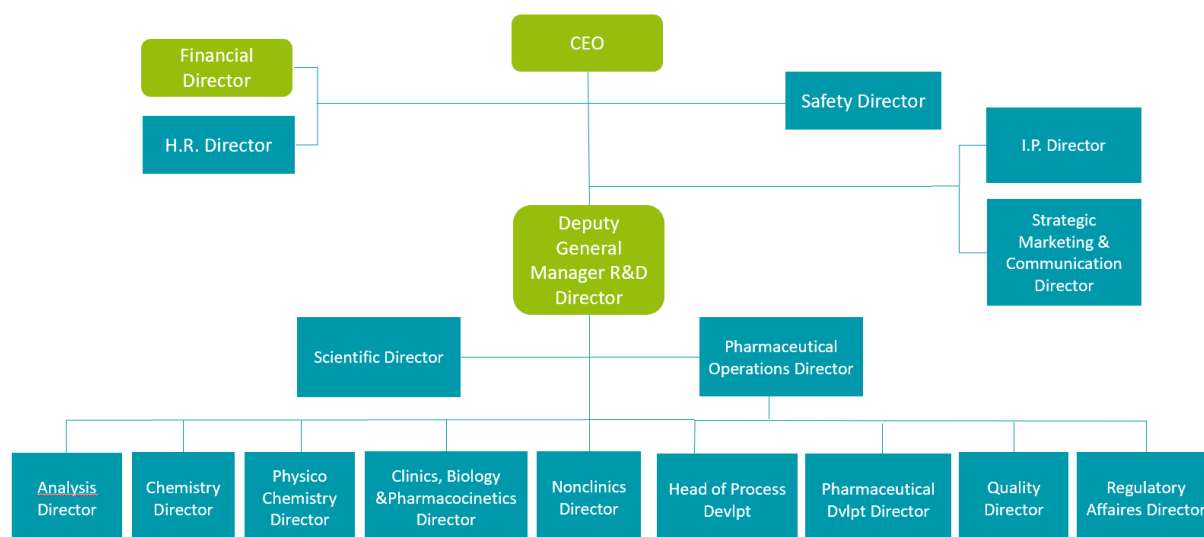 CEO
Financial
Director
Safety Director
H.R. Director
I.P. Director
Strategic
Marketing &
Communication
Director
Deputy
General
Manager R&D
Director
Scientific Director
Pharmaceutical
Operations Director
Analysis
Director
Chemistry
Director
Physico
Chemistry
Director
Clinics, Biology
&Pharmacocinetics
Director
Nonclinics
Director
Head of Process
Devlpt
Pharmaceutical
Dvlpt Director
Quality
Director
Regulatory
Affaires Director